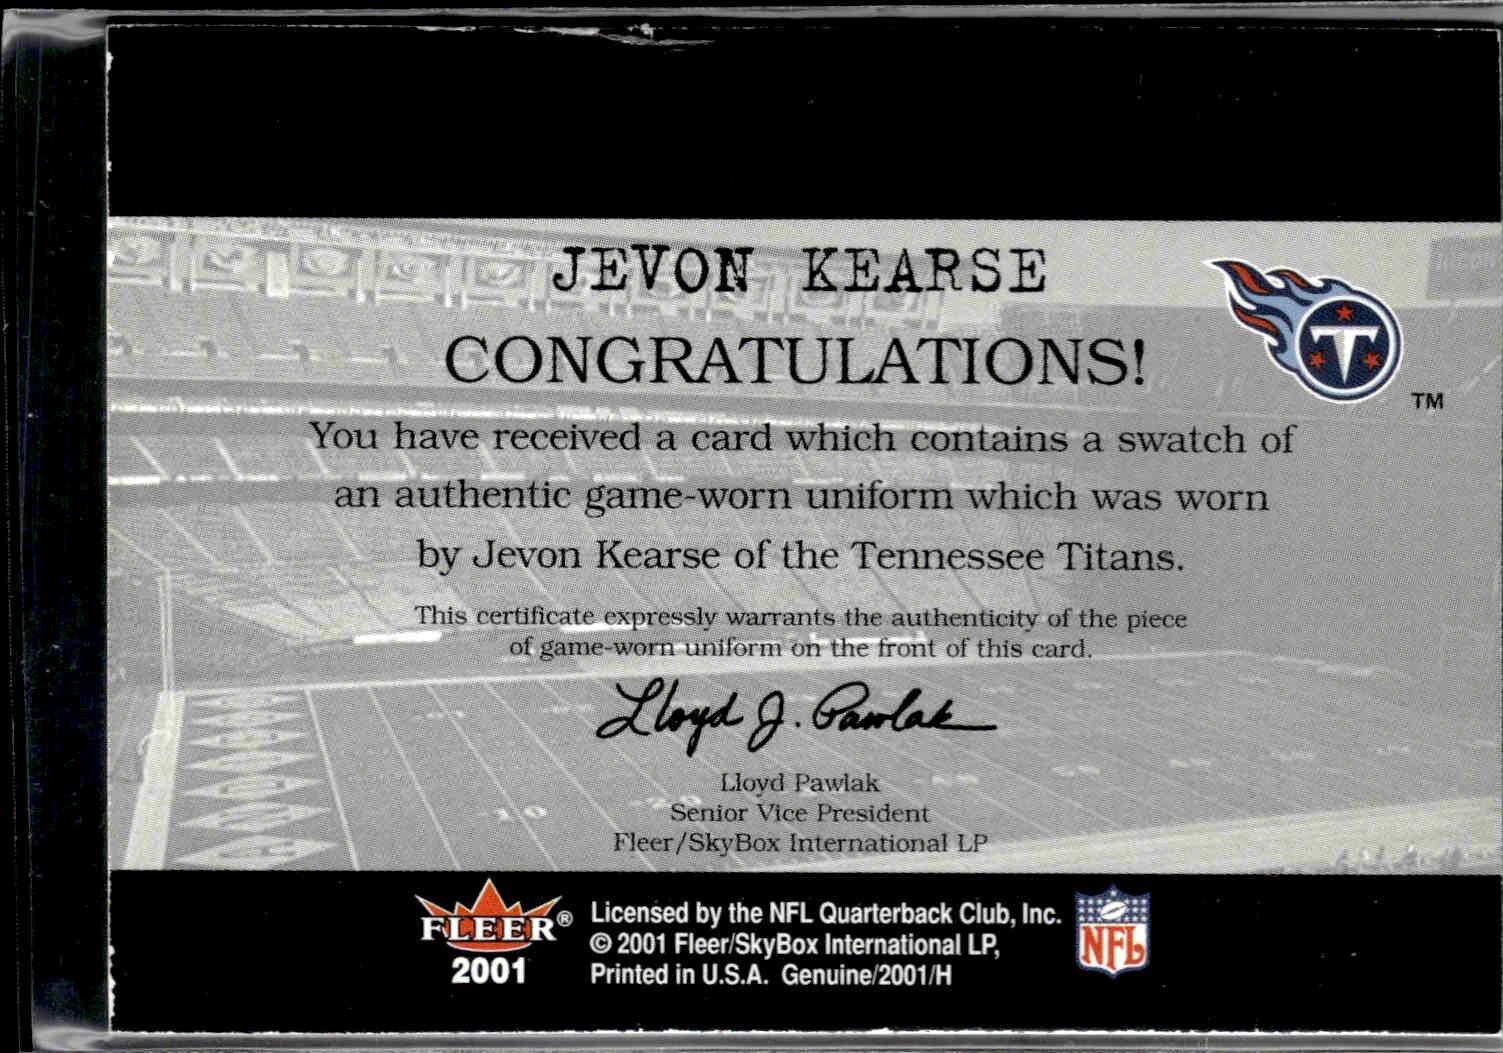 JEVON KEARSE
CONGRATULATIONS!
You have received a card which contains a swatch of
an authentic game-worn uniform which was worn
by Jevon Kearse of the Tennessee Titans.
This certificate expressly warrants the authenticity of the piece
of game-worn uniform on the front of this card.
Lloyd J. Pawlak
Lloyd Pawlak
Senior Vice President
Fleer/SkyBox International LP
T
TM
FLEER®
2001
Licensed by the NFL Quarterback Club, Inc.
© 2001 Fleer/SkyBox International LP,
Printed in U.S.A. Genuine/2001/H
NFL